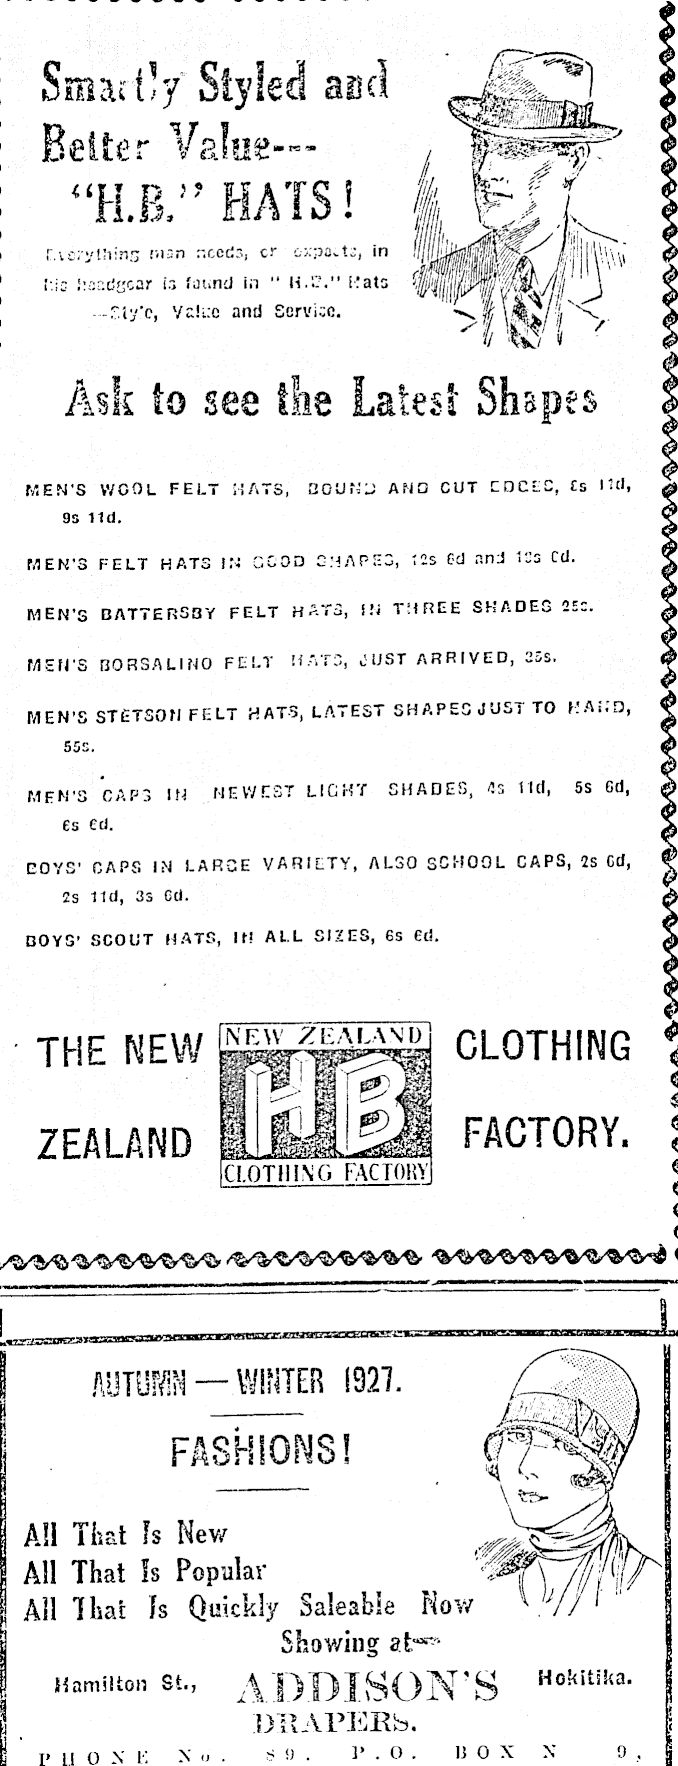 Smartly Styled and
Better Value---
"H.B." HATS!
Everything man needs, or expects, in
his headgear is found in "H.B." Hats
—Style, Value and Service.
Ask to see the Latest Shapes
MEN'S WOOL FELT HATS, BOUND AND CUT EDGES, 8s 11d,
9s 11d.
MEN'S FELT HATS IN GOOD SHAPES, 12s 6d and 6d.
MEN'S BATTERSBY FELT HATS, IN THREE SHADES 25s.
MEN'S BORSALINO FELT HATS, JUST ARRIVED,
MEN'S STETSON FELT HATS, LATEST SHAPES JUST TO HAND,
55s.
MEN'S CAPS IN NEWEST LIGHT SHADES, 4s 11d, 5s 6d,
6s 6d.
BOYS' CAPS IN LARGE VARIETY, ALSO SCHOOL CAPS, 2s 6d,
2s 11d, 3s 6d.
BOYS' SCOUT HATS, IN ALL SIZES, 6s 6d.
THE NEW
ZEALAND
NEW ZEALAND
HB
CLOTHING FACTORY
CLOTHING
FACTORY.
AUTUMN — WINTER 1927.
FASHIONS!
All That Is New
All That Is Popular
All That Is Quickly Saleable Now
Showing at—
Hamilton St., ADDISON'S Hokitika.
DRAPERS.
PHONE No. 89. P.O. BOX N 9,